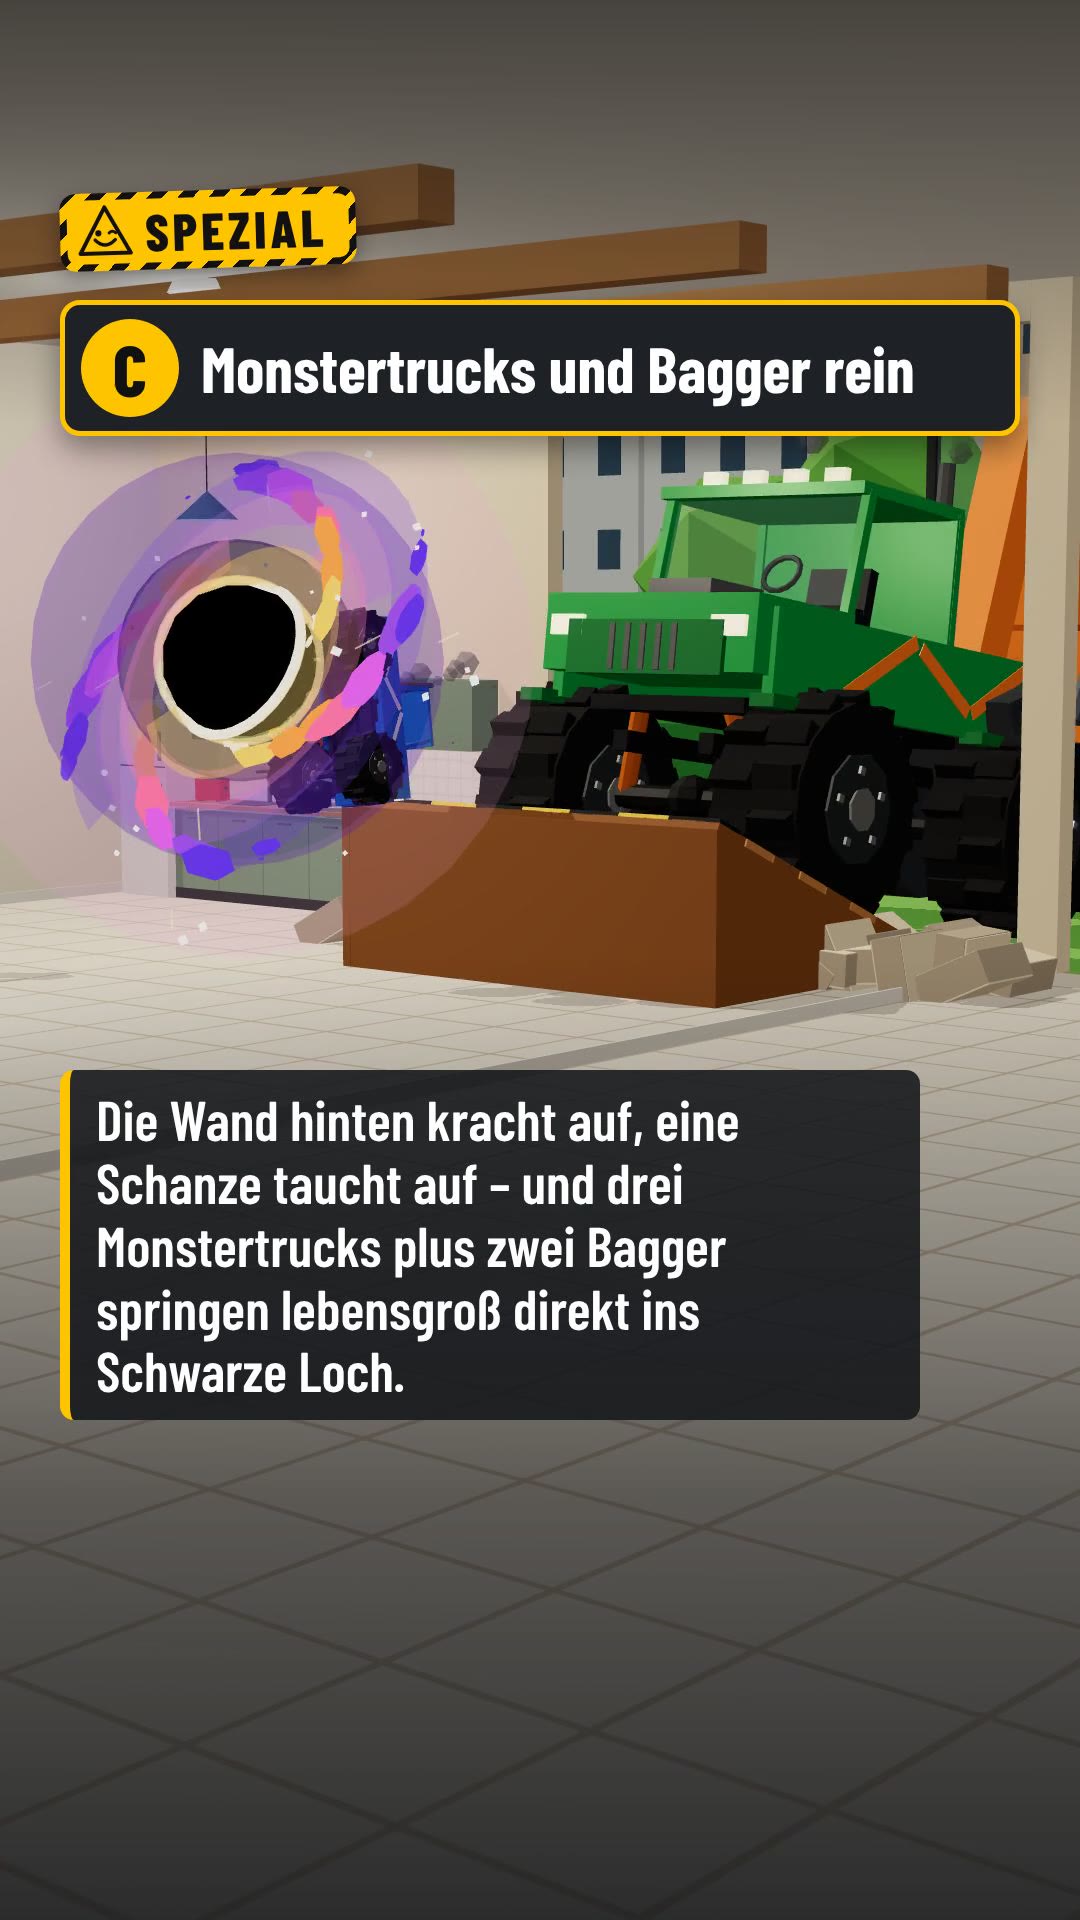 SPEZIAL
C Monstertrucks und Bagger rein
Die Wand hinten kracht auf, eine
Schanze taucht auf – und drei
Monstertrucks plus zwei Bagger
springen lebensgroß direkt ins
Schwarze Loch.